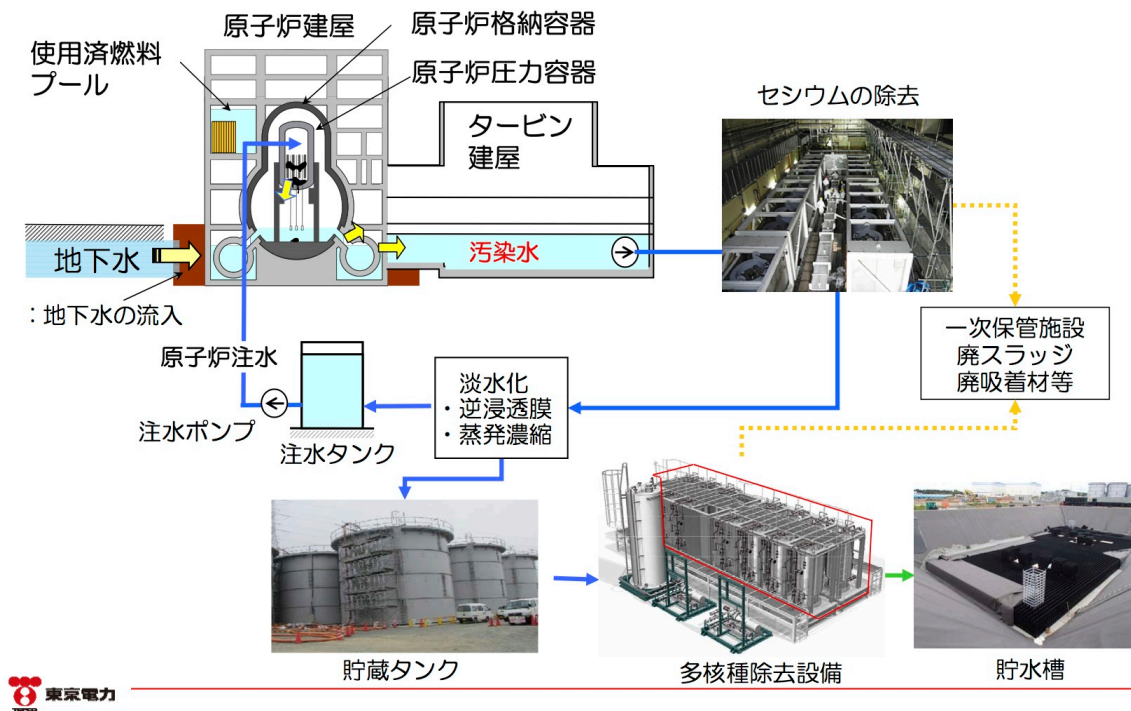 原子炉建屋
原子炉格納容器
使用済燃料
プール
原子炉圧力容器
セシウムの除去
タービン
建屋
地下水
汚染水
：地下水の流入
一次保管施設
廃スラッジ
廃吸着材等
原子炉注水
淡水化
・逆浸透膜
・蒸発濃縮
注水ポンプ
注水タンク
貯蔵タンク
多核種除去設備
貯水槽
東京電力